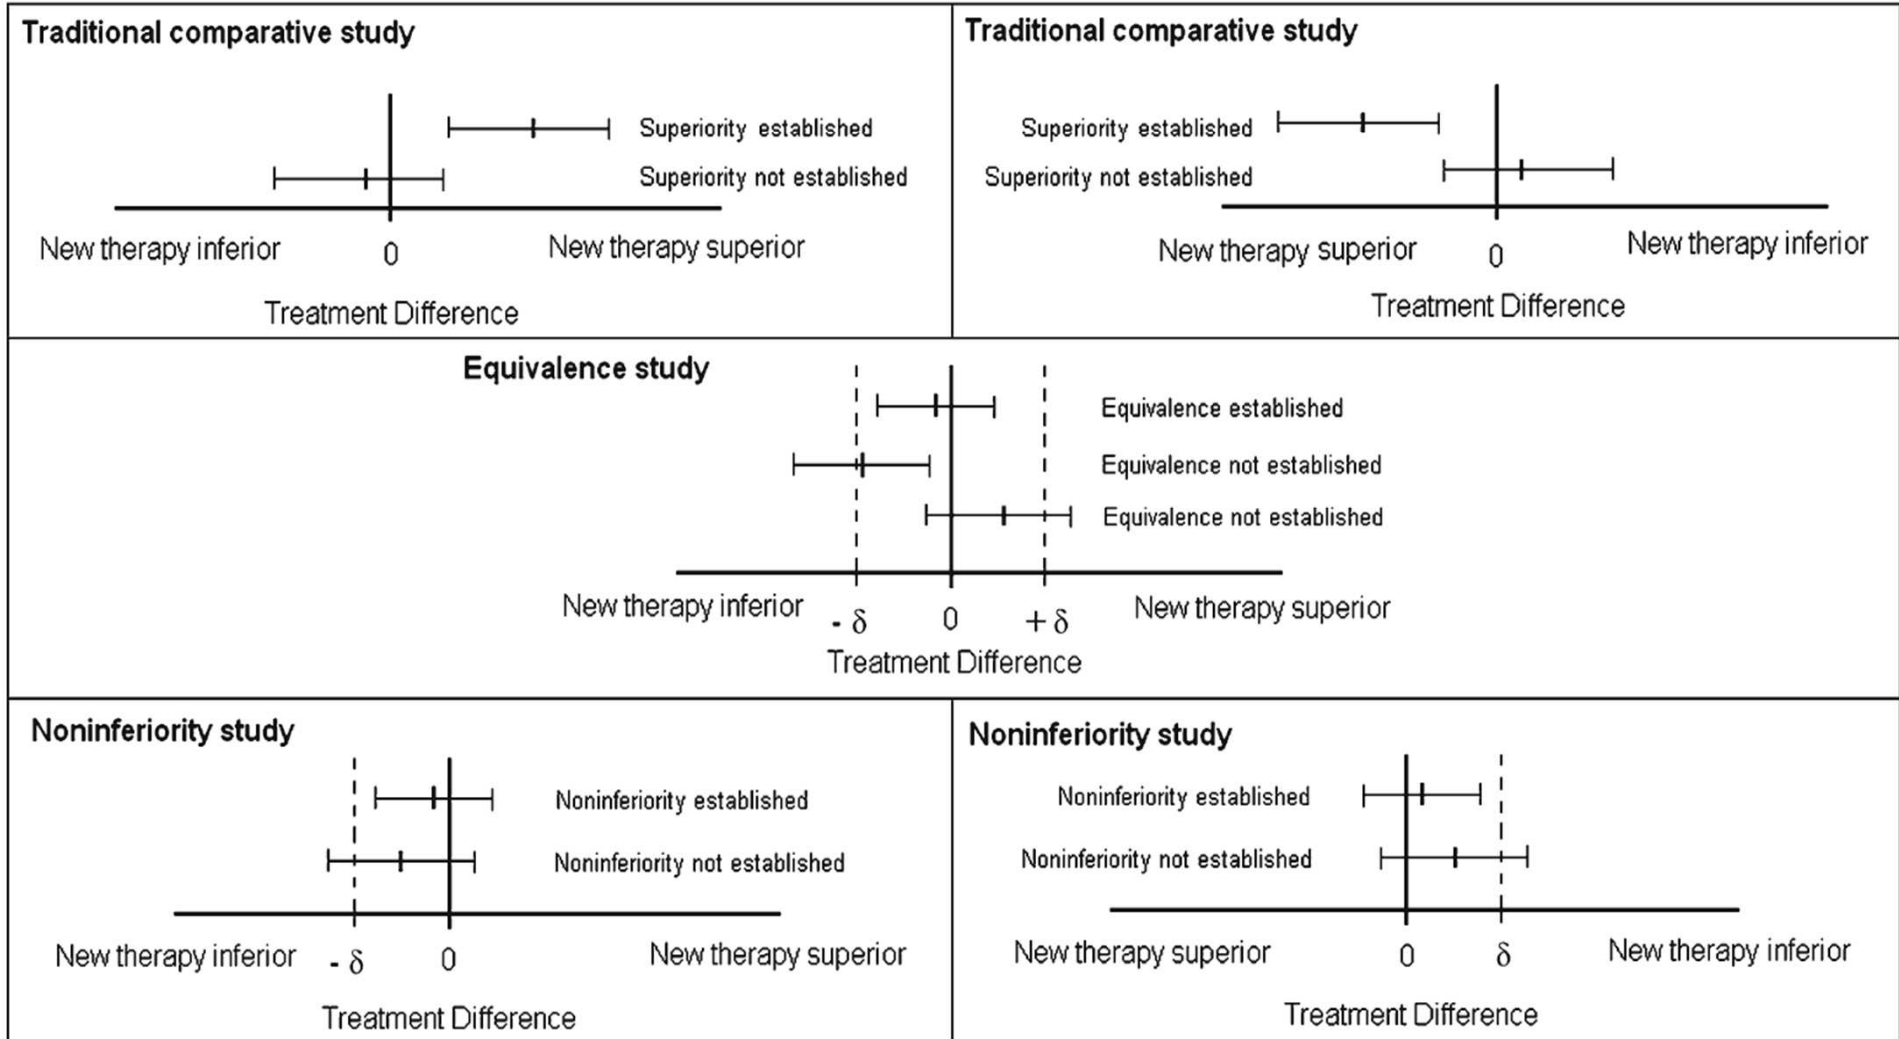 Traditional comparative study
Superiority established
Superiority not established
New therapy inferior
0
New therapy superior
Treatment Difference
Traditional comparative study
Superiority established
Superiority not established
New therapy superior
0
New therapy inferior
Treatment Difference
Equivalence study
Equivalence established
Equivalence not established
Equivalence not established
New therapy inferior
- δ
0
+ δ
New therapy superior
Treatment Difference
Noninferiority study
Noninferiority established
Noninferiority not established
New therapy inferior
- δ
0
New therapy superior
Treatment Difference
Noninferiority study
Noninferiority established
Noninferiority not established
New therapy superior
0
δ
New therapy inferior
Treatment Difference